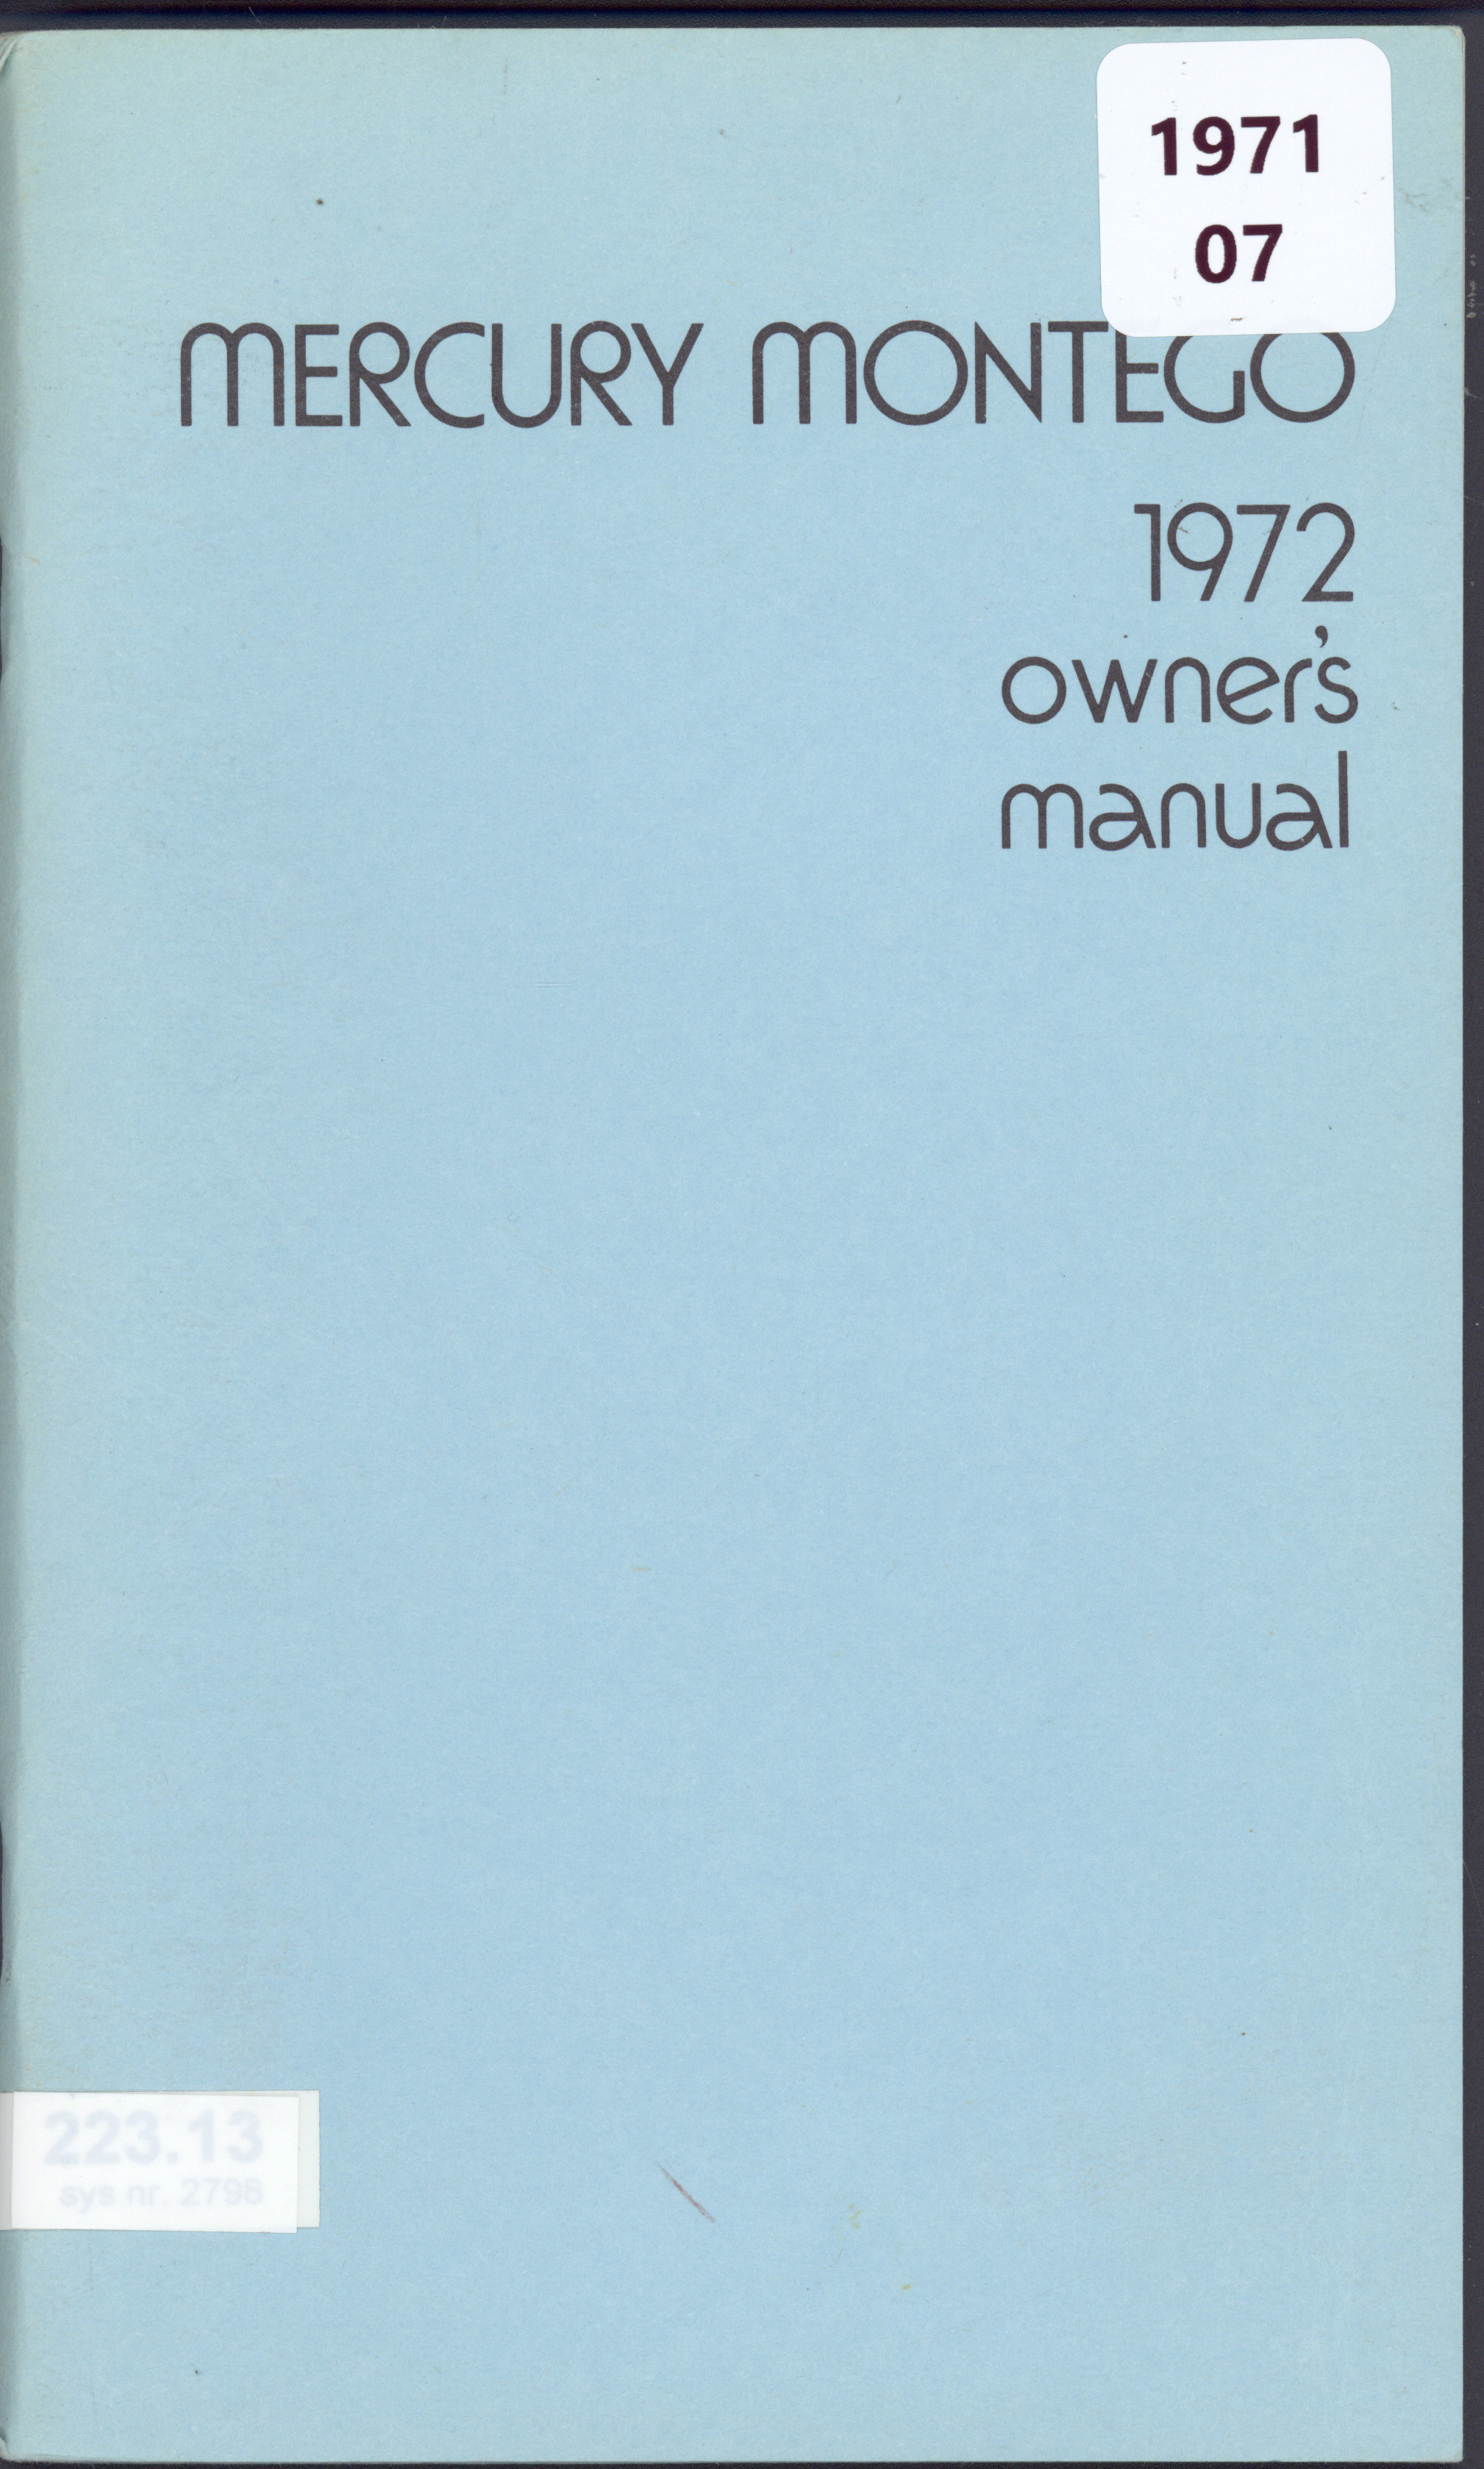 1971
07
MERCURY MONTEGO
1972
owner's
manual
223.13
sys.nr. 2798